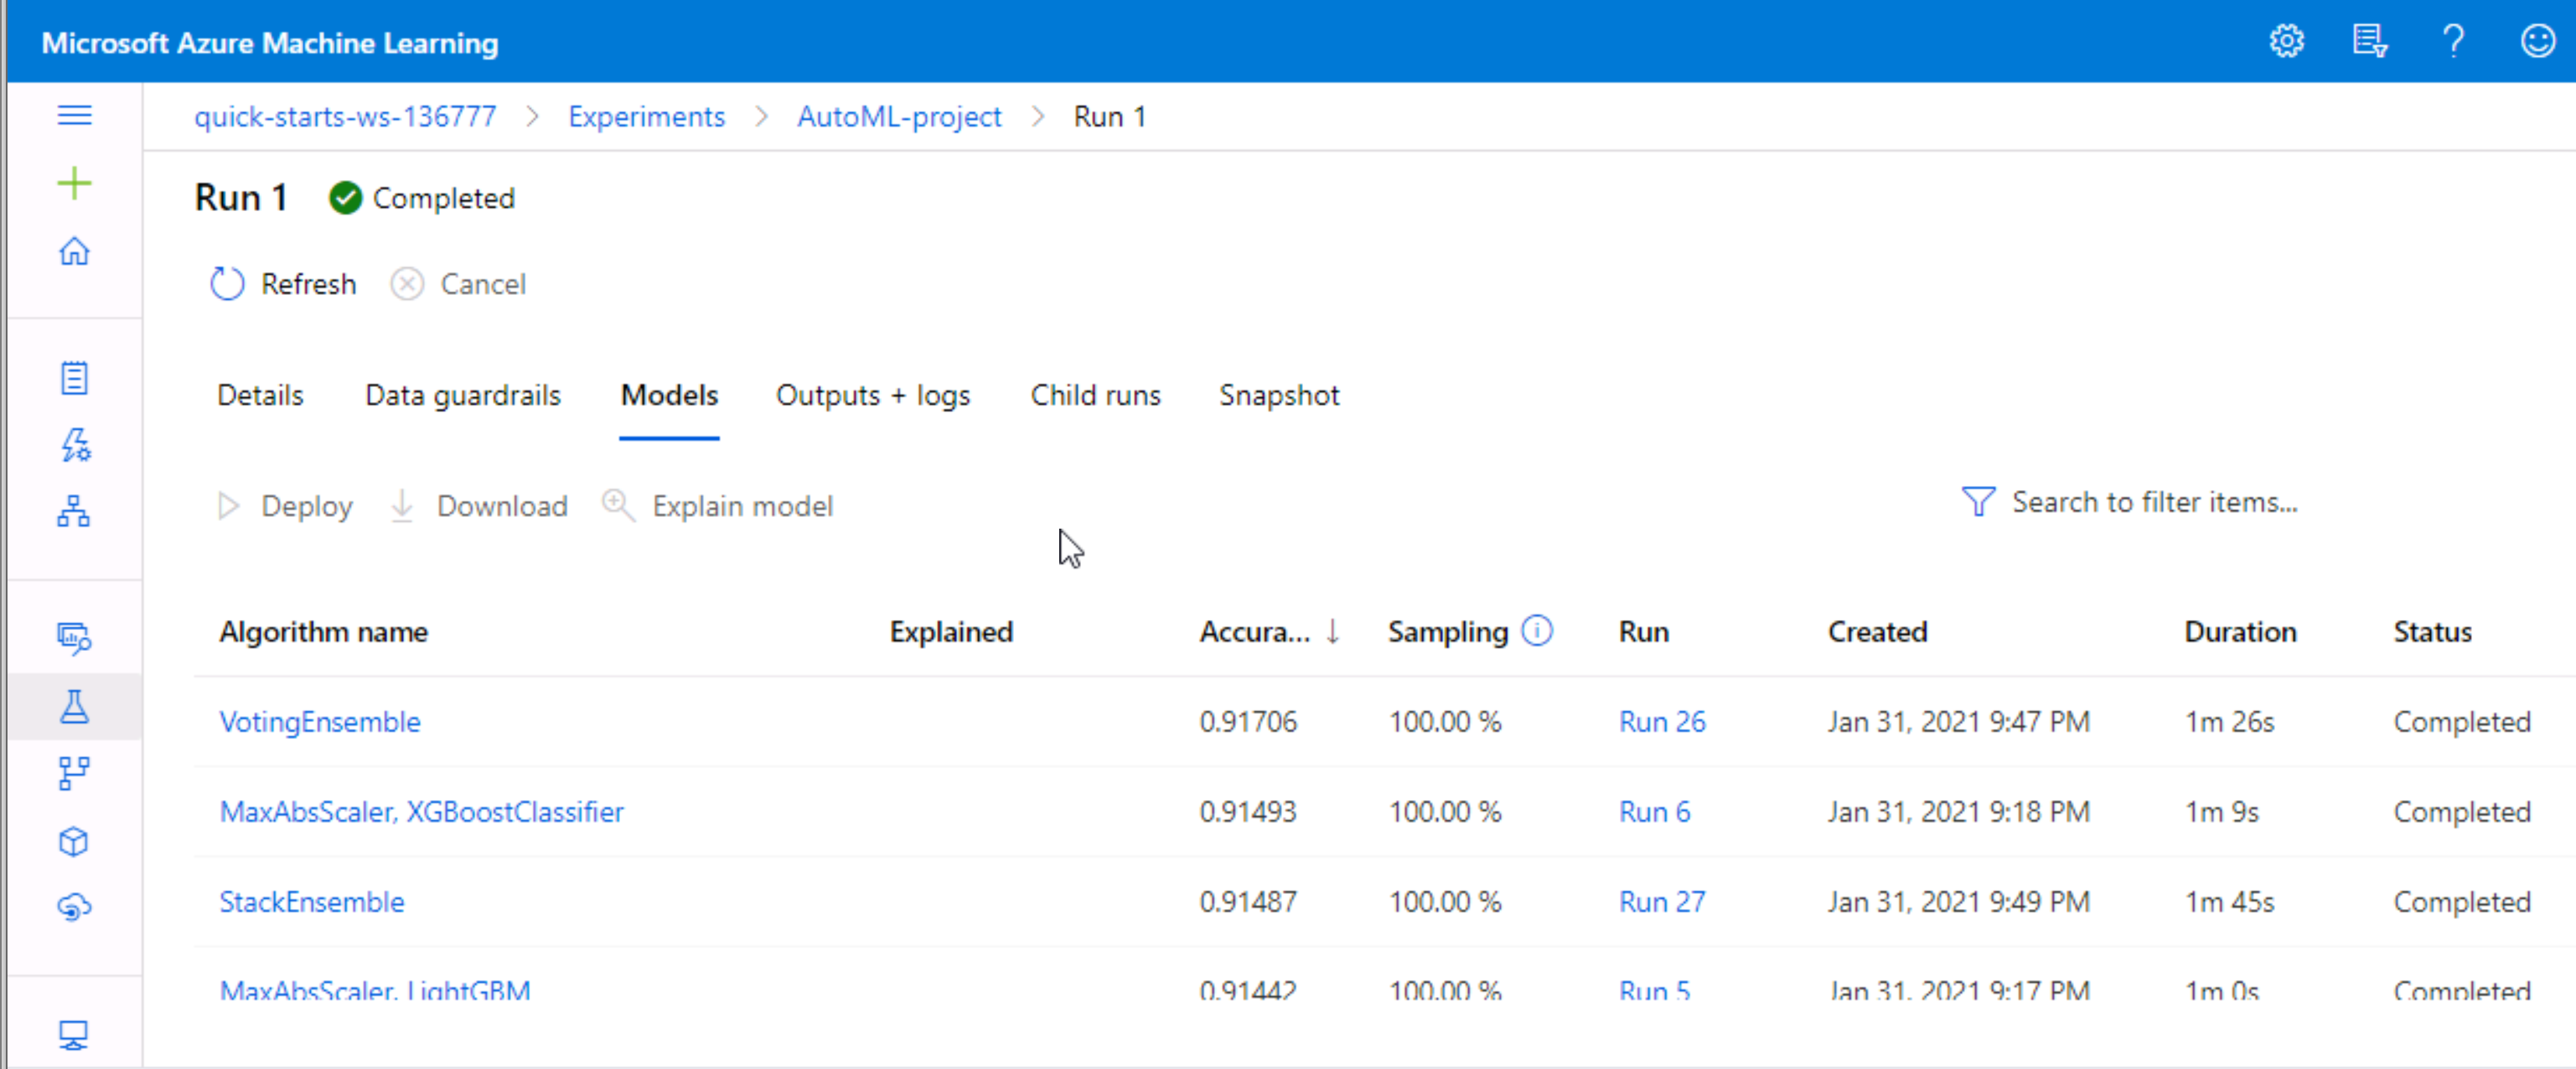 Microsoft Azure Machine Learning
quick-starts-ws-136777 > Experiments > AutoML-project > Run 1
Run 1 Completed
Refresh Cancel
Details Data guardrails Models Outputs + logs Child runs Snapshot
Deploy Download Explain model Search to filter items...
Algorithm name Explained Accura... ↓ Sampling Run Created Duration Status
VotingEnsemble 0.91706 100.00 % Run 26 Jan 31, 2021 9:47 PM 1m 26s Completed
MaxAbsScaler, XGBoostClassifier 0.91493 100.00 % Run 6 Jan 31, 2021 9:18 PM 1m 9s Completed
StackEnsemble 0.91487 100.00 % Run 27 Jan 31, 2021 9:49 PM 1m 45s Completed
MaxAbsScaler, LightGBM 0.91442 100.00 % Run 5 Jan 31, 2021 9:17 PM 1m 0s Completed